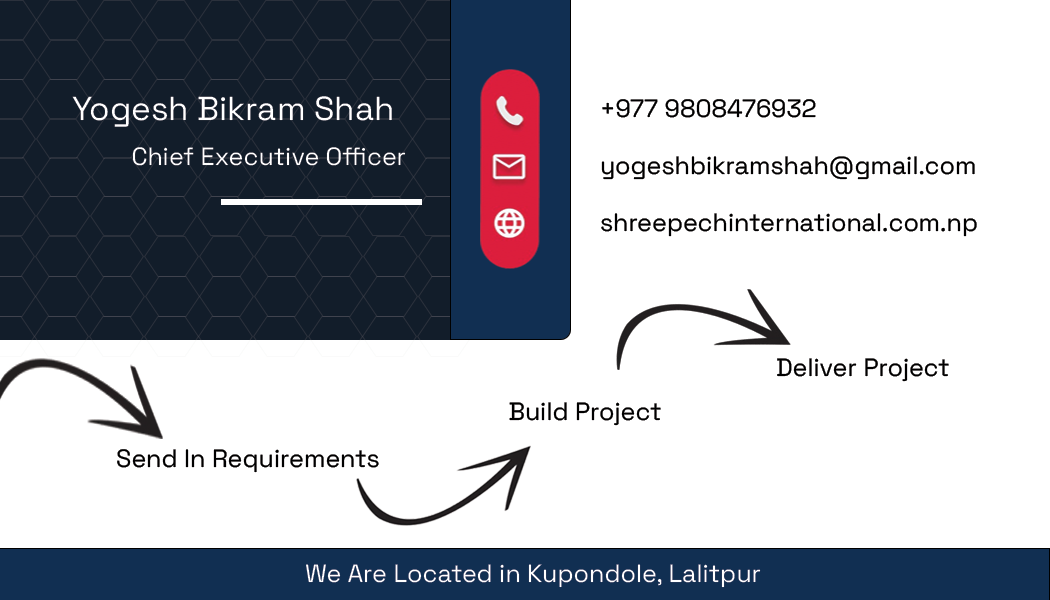 Yogesh Bikram Shah
Chief Executive Officer
+977 9808476932
yogeshbikramshah@gmail.com
shreepechinternational.com.np
Deliver Project
Build Project
Send In Requirements
We Are Located in Kupondole, Lalitpur